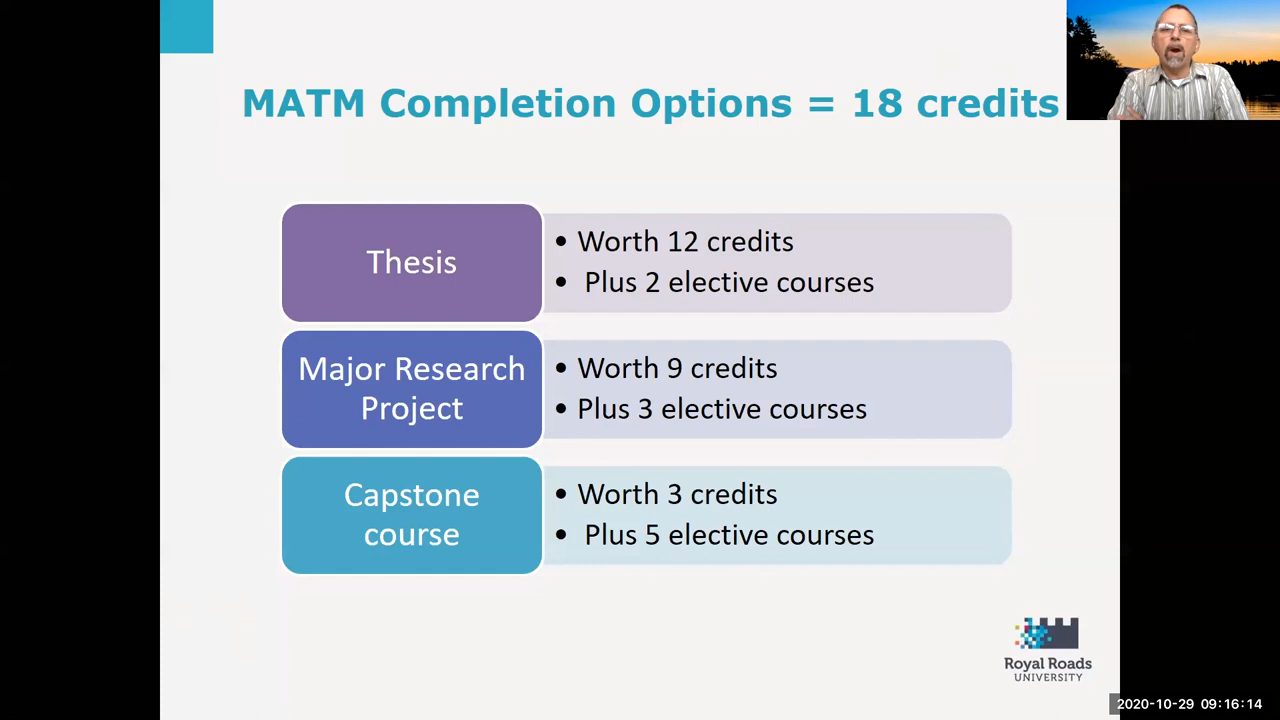 MATM Completion Options = 18 credits
Thesis
• Worth 12 credits
• Plus 2 elective courses
Major Research
Project
• Worth 9 credits
• Plus 3 elective courses
Capstone
course
• Worth 3 credits
• Plus 5 elective courses
Royal Roads
UNIVERSITY
2020-10-29 09:16:14